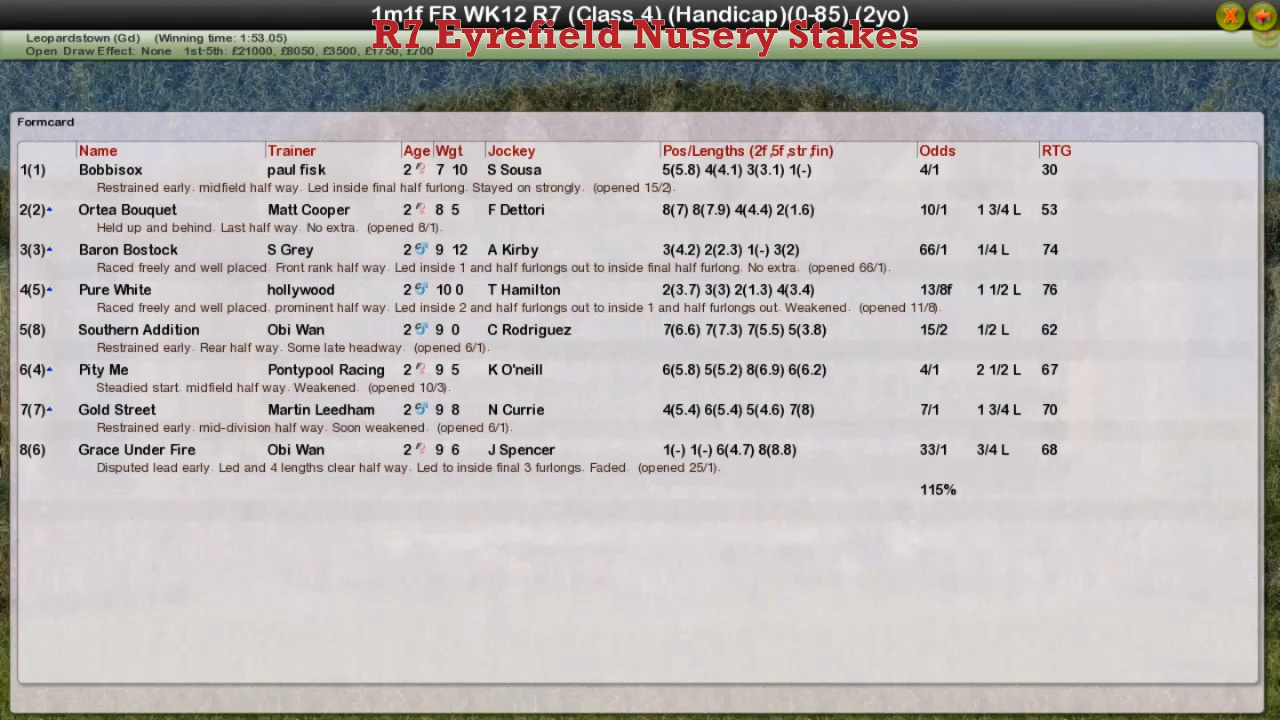 1m1f FR WK12 R7 (Class 4) (Handicap)(0-85) (2yo)
R7 Eyrefield Nusery Stakes
Leopardstown (Gd) (Winning time: 1:53.05)
Open Draw Effect: None 1st-5th: £21000, £8050, £3500, £1750, £700
Formcard
Name Trainer Age Wgt Jockey Pos/Lengths (2f,5f,str,fin) Odds RTG
1(1) Bobbisox paul fisk 2 7 10 S Sousa 5(5.8) 4(4.1) 3(3.1) 1(-) 4/1 30
Restrained early. midfield half way. Led inside final half furlong. Stayed on strongly. (opened 15/2).
2(2) Ortea Bouquet Matt Cooper 2 8 5 F Dettori 8(7) 8(7.9) 4(4.4) 2(1.6) 10/1 1 3/4 L 53
Held up and behind. Last half way. No extra. (opened 8/1).
3(3) Baron Bostock S Grey 2 9 12 A Kirby 3(4.2) 2(2.3) 1(-) 3(2) 66/1 1/4 L 74
Raced freely and well placed. Front rank half way. Led inside 1 and half furlongs out to inside final half furlong. No extra. (opened 66/1).
4(5) Pure White hollywood 2 10 0 T Hamilton 2(3.7) 3(3) 2(1.3) 4(3.4) 13/8f 1 1/2 L 76
Raced freely and well placed. prominent half way. Led inside 2 and half furlongs out to inside 1 and half furlongs out. Weakened. (opened 11/8).
5(8) Southern Addition Obi Wan 2 9 0 C Rodriguez 7(6.6) 7(7.3) 7(5.5) 5(3.8) 15/2 1/2 L 62
Restrained early. Rear half way. Some late headway. (opened 6/1).
6(4) Pity Me Pontypool Racing 2 9 5 K O'neill 6(5.8) 5(5.2) 8(6.9) 6(6.2) 4/1 2 1/2 L 67
Steadied start. midfield half way. Weakened. (opened 10/3).
7(7) Gold Street Martin Leedham 2 9 8 N Currie 4(5.4) 6(5.4) 5(4.6) 7(8) 7/1 1 3/4 L 70
Restrained early. mid-division half way. Soon weakened. (opened 6/1).
8(6) Grace Under Fire Obi Wan 2 9 6 J Spencer 1(-) 1(-) 6(4.7) 8(8.8) 33/1 3/4 L 68
Disputed lead early. Led and 4 lengths clear half way. Led to inside final 3 furlongs. Faded. (opened 25/1).
115%